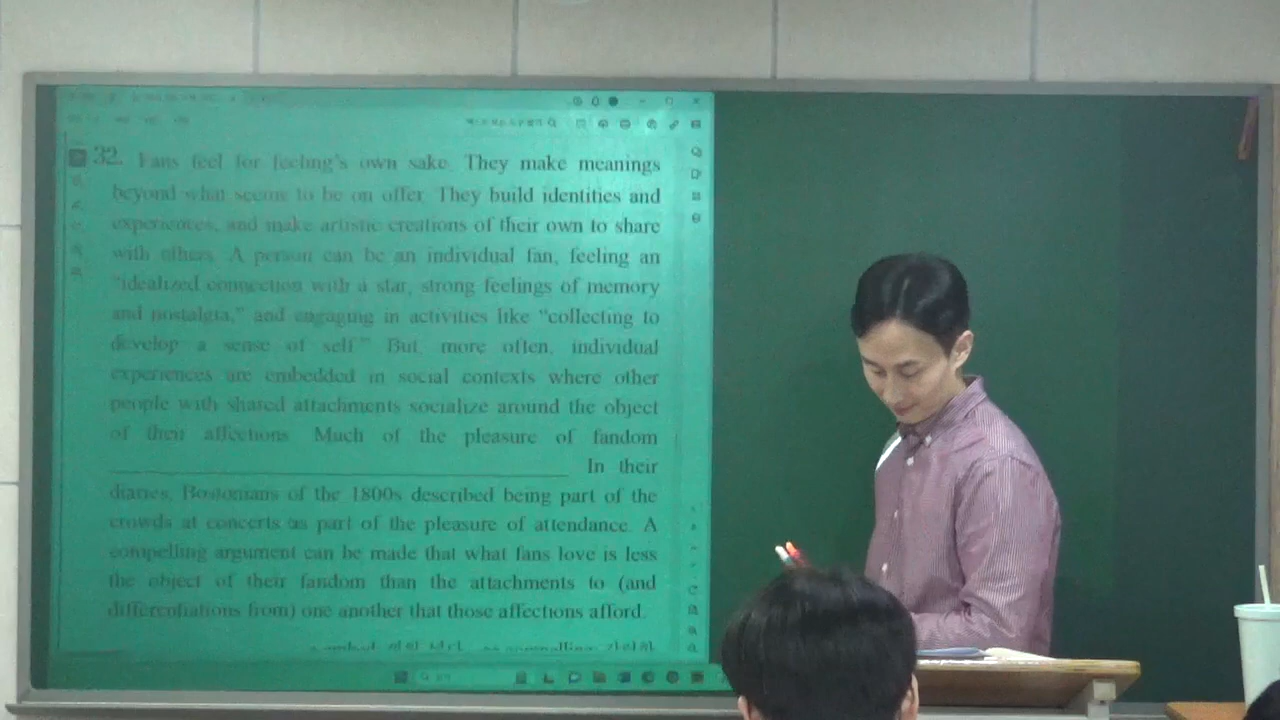 32. Fans feel for feeling's own sake. They make meanings
beyond what seems to be on offer. They build identities and
experiences, and make artistic creations of their own to share
with others. A person can be an individual fan, feeling an
"idealized connection with a star, strong feelings of memory
and nostalgia," and engaging in activities like "collecting to
develop a sense of self." But, more often, individual
experiences are embedded in social contexts where other
people with shared attachments socialize around the object
of their affections. Much of the pleasure of fandom
In their
diaries, Bostonians of the 1800s described being part of the
crowds at concerts as part of the pleasure of attendance. A
compelling argument can be made that what fans love is less
the object of their fandom than the attachments to (and
differentiations from) one another that those affections afford.